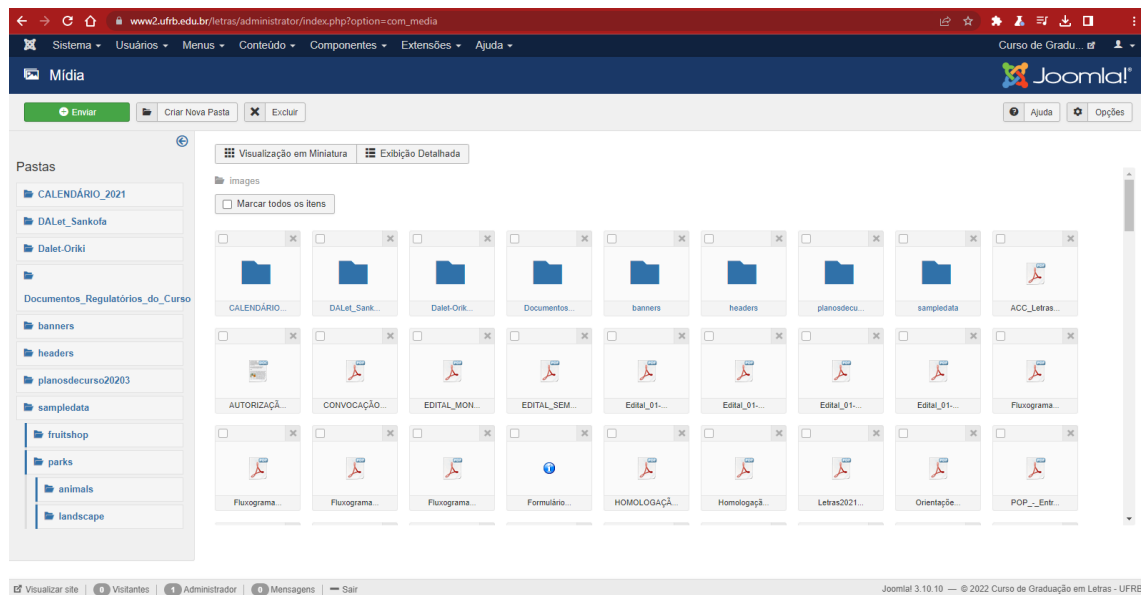 www2.ufrb.edu.br/letras/administrator/index.php?option=com_media
Sistema Usuários Menus Conteúdo Componentes Extensões Ajuda Curso de Gradu...
Mídia Joomla!
Enviar Criar Nova Pasta Excluir Ajuda Opções
Visualização em Miniatura Exibição Detalhada
Pastas
CALENDÁRIO_2021
DALet_Sankofa
Dalet-Oriki
Documentos_Regulatórios_do_Curso
banners
headers
planosdecurso20203
sampledata
fruitshop
parks
animals
landscape
images
Marcar todos os itens
CALENDÁRIO... DALet_Sank... Dalet-Orik... Documentos... banners headers planosdecu... sampledata ACC_Letras...
AUTORIZAÇÃ... CONVOCAÇÃO... EDITAL_MON... EDITAL_SEM... Edital_01-... Edital_01-... Edital_01-... Edital_01-... Fluxograma...
Fluxograma... Fluxograma... Fluxograma... Formulário... HOMOLOGAÇÃ... Homologaçã... Letras2021... Orientaçõe... POP_-_Entr...
Visualizar site 0 Visitantes 1 Administrador 0 Mensagens Sair Joomla! 3.10.10 — © 2022 Curso de Graduação em Letras - UFRB